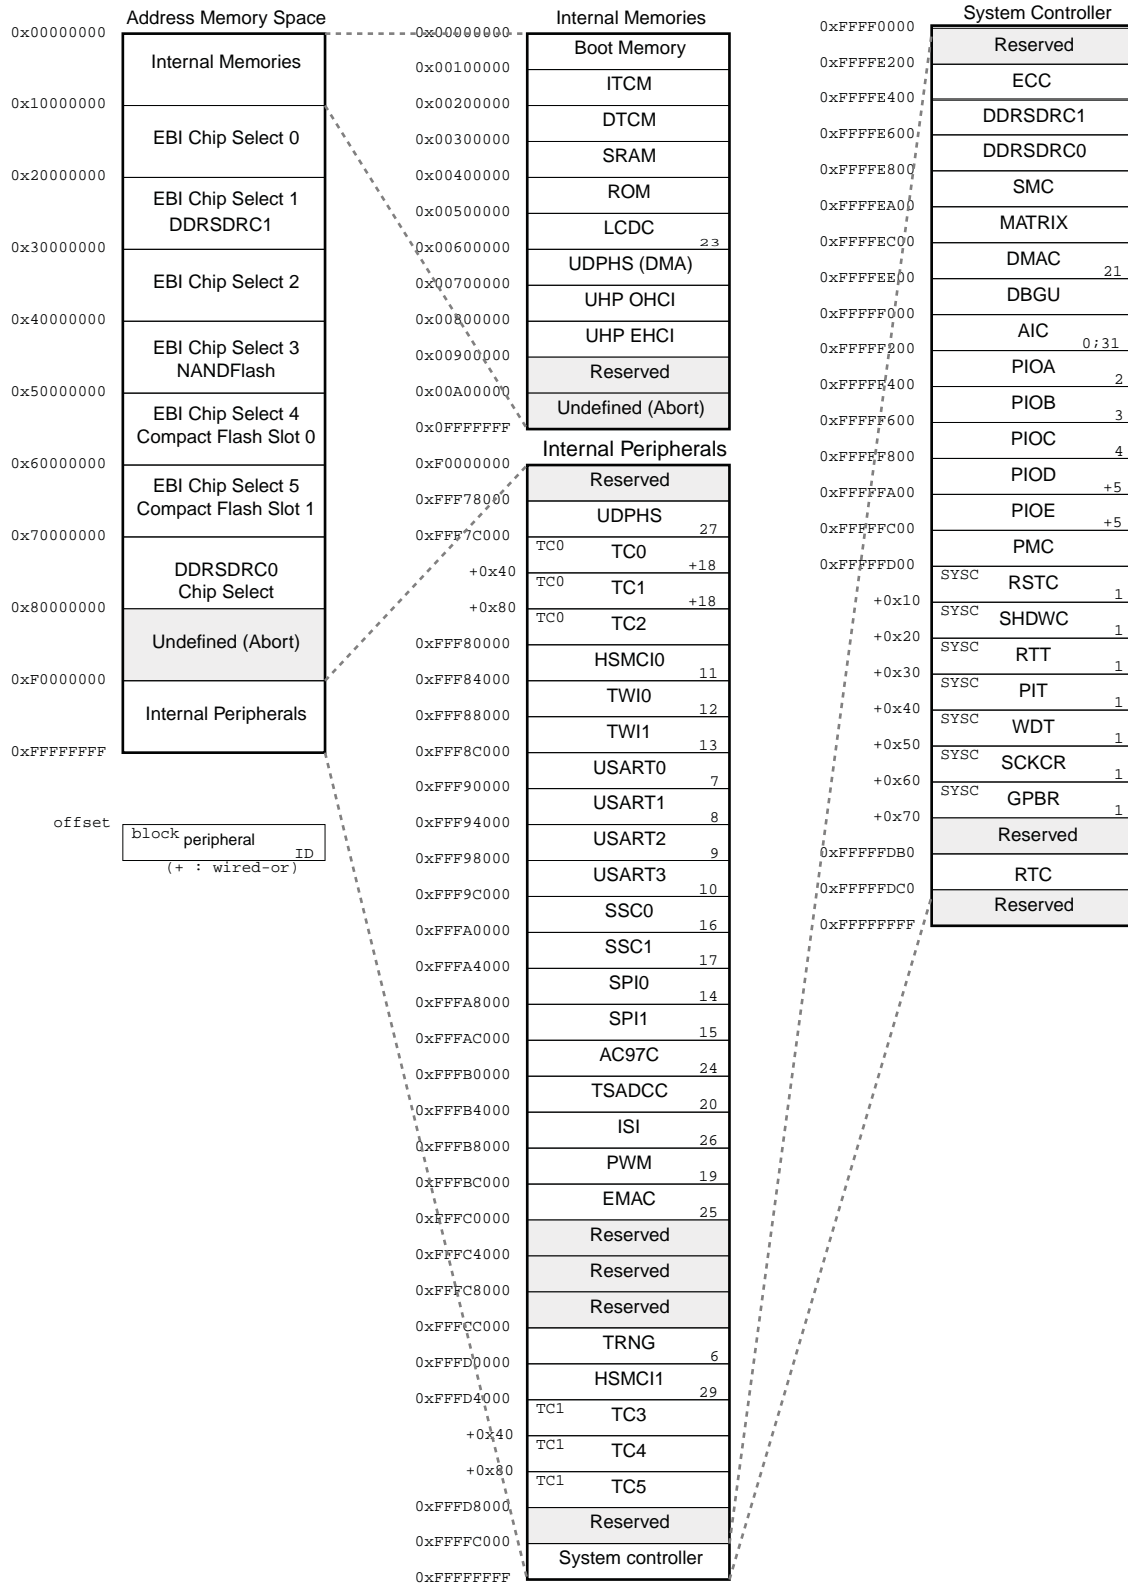 Address Memory Space
0x00000000
Internal Memories
0x10000000
EBI Chip Select 0
0x20000000
EBI Chip Select 1
DDRSDRC1
0x30000000
EBI Chip Select 2
0x40000000
EBI Chip Select 3
NANDFlash
0x50000000
EBI Chip Select 4
Compact Flash Slot 0
0x60000000
EBI Chip Select 5
Compact Flash Slot 1
0x70000000
DDRSDRC0
Chip Select
0x80000000
Undefined (Abort)
0xF0000000
Internal Peripherals
0xFFFFFFFF
offset
block
peripheral
ID
(+ : wired-or)
Internal Memories
0x00000000
Boot Memory
0x00100000
ITCM
0x00200000
DTCM
0x00300000
SRAM
0x00400000
ROM
0x00500000
LCDC
23
0x00600000
UDPHS (DMA)
0x00700000
UHP OHCI
0x00800000
UHP EHCI
0x00900000
Reserved
0x00A00000
Undefined (Abort)
0x0FFFFFFF
Internal Peripherals
0xF0000000
Reserved
0xFFF78000
UDPHS
27
0xFFF7C000
TC0
TC0
+18
+0x40
TC0
TC1
+18
+0x80
TC0
TC2
0xFFF80000
HSMCI0
11
0xFFF84000
TWI0
12
0xFFF88000
TWI1
13
0xFFF8C000
USART0
7
0xFFF90000
USART1
8
0xFFF94000
USART2
9
0xFFF98000
USART3
10
0xFFF9C000
SSC0
16
0xFFFA0000
SSC1
17
0xFFFA4000
SPI0
14
0xFFFA8000
SPI1
15
0xFFFAC000
AC97C
24
0xFFFB0000
TSADCC
20
0xFFFB4000
ISI
26
0xFFFB8000
PWM
19
0xFFFBC000
EMAC
25
0xFFFC0000
Reserved
0xFFFC4000
Reserved
0xFFFC8000
Reserved
0xFFFCC000
TRNG
6
0xFFFD0000
HSMCI1
29
0xFFFD4000
TC1
TC3
+0x40
TC1
TC4
+0x80
TC1
TC5
0xFFFD8000
Reserved
0xFFFFC000
System controller
0xFFFFFFFF
System Controller
0xFFFF0000
Reserved
0xFFFFE200
ECC
0xFFFFE400
DDRSDRC1
0xFFFFE600
DDRSDRC0
0xFFFFE800
SMC
0xFFFFEA00
MATRIX
0xFFFFEC00
DMAC
21
0xFFFFEE00
DBGU
0xFFFFF000
AIC
0;31
0xFFFFF200
PIOA
2
0xFFFFF400
PIOB
3
0xFFFFF600
PIOC
4
0xFFFFF800
PIOD
+5
0xFFFFFA00
PIOE
+5
0xFFFFFC00
PMC
0xFFFFFD00
SYSC
RSTC
1
+0x10
SYSC
SHDWC
1
+0x20
SYSC
RTT
1
+0x30
SYSC
PIT
1
+0x40
SYSC
WDT
1
+0x50
SYSC
SCKCR
1
+0x60
SYSC
GPBR
1
+0x70
Reserved
0xFFFFFDB0
RTC
0xFFFFFDC0
Reserved
0xFFFFFFFF